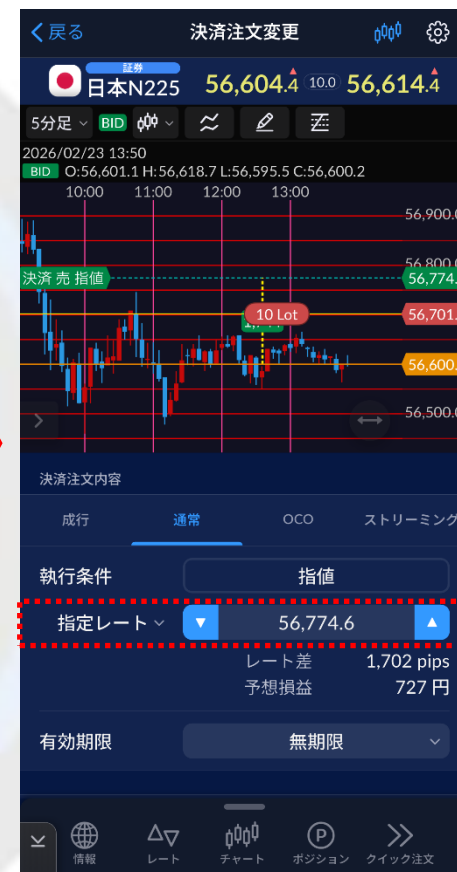 戻る 決済注文変更
証券
日本N225 56,604.4 10.0 56,614.4
5分足 BID
2026/02/23 13:50
BID O:56,601.1 H:56,618.7 L:56,595.5 C:56,600.2
10:00 11:00 12:00 13:00
56,900.0
56,800.0
決済 売 指値 56,774.
10 Lot 56,701.
56,600.
56,500.0
決済注文内容
成行 通常 OCO ストリーミング
執行条件 指値
指定レート 56,774.6
レート差 1,702 pips
予想損益 727 円
有効期限 無期限
情報 レート チャート ポジション クイック注文